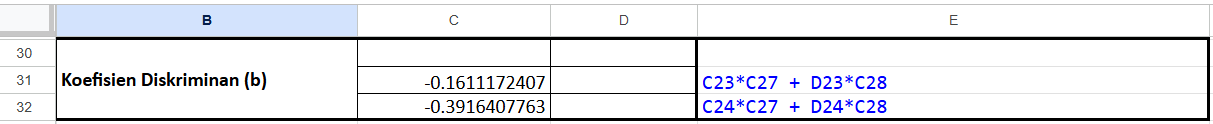 B C D E
30
31 Koefisien Diskriminan (b) -0.1611172407 C23*C27 + D23*C28
32 -0.3916407763 C24*C27 + D24*C28